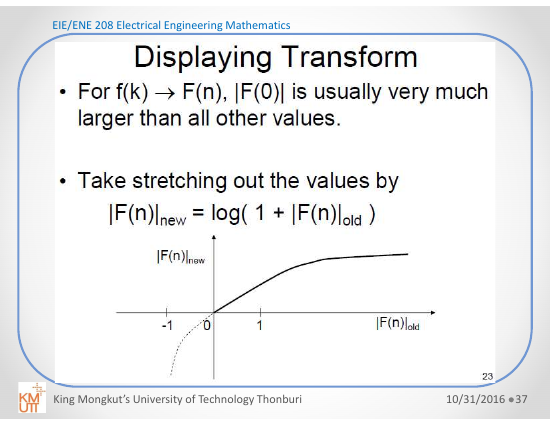 EIE/ENE 208 Electrical Engineering Mathematics
Displaying Transform
• For f(k) → F(n), |F(0)| is usually very much
larger than all other values.
• Take stretching out the values by
|F(n)|new = log( 1 + |F(n)|old )
|F(n)|new
-1 0 1 |F(n)|old
23
KM
UTT
King Mongkut's University of Technology Thonburi 10/31/2016 ●37